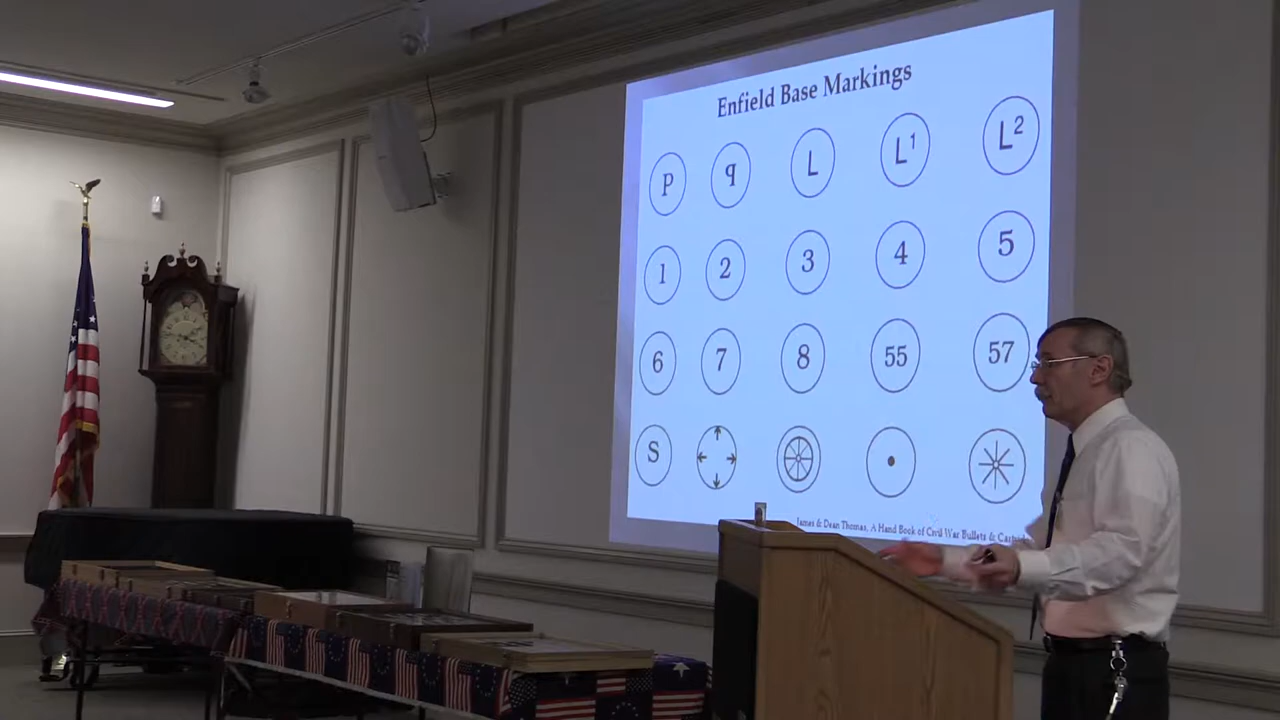 Enfield Base Markings
p q L L¹ L²
1 2 3 4 5
6 7 8 55 57
S
James & Dean Thomas, A Hand Book of Civil War Bullets &